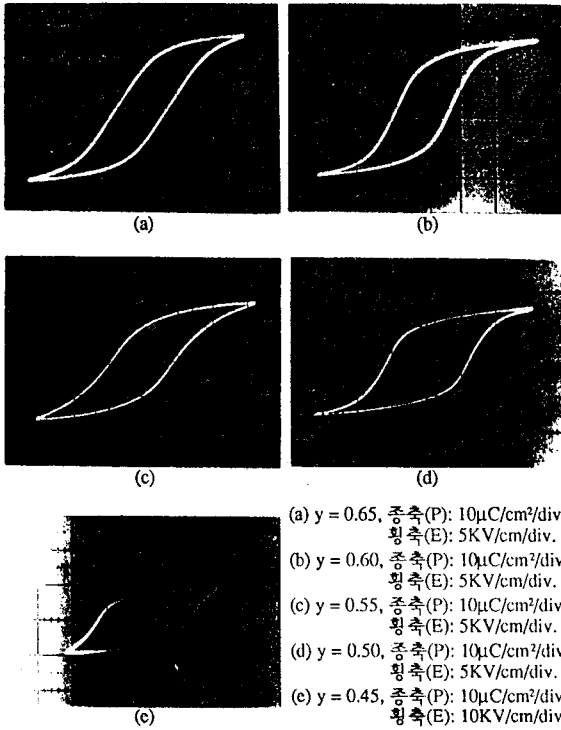 (a)
(b)
(c)
(d)
(e)
(a) y = 0.65, 종축(P): 10μC/cm²/div
횡축(E): 5KV/cm/div.
(b) y = 0.60, 종축(P): 10μC/cm²/div
횡축(E): 5KV/cm/div.
(c) y = 0.55, 종축(P): 10μC/cm²/div
횡축(E): 5KV/cm/div.
(d) y = 0.50, 종축(P): 10μC/cm²/div
횡축(E): 5KV/cm/div.
(e) y = 0.45, 종축(P): 10μC/cm²/div
횡축(E): 10KV/cm/div